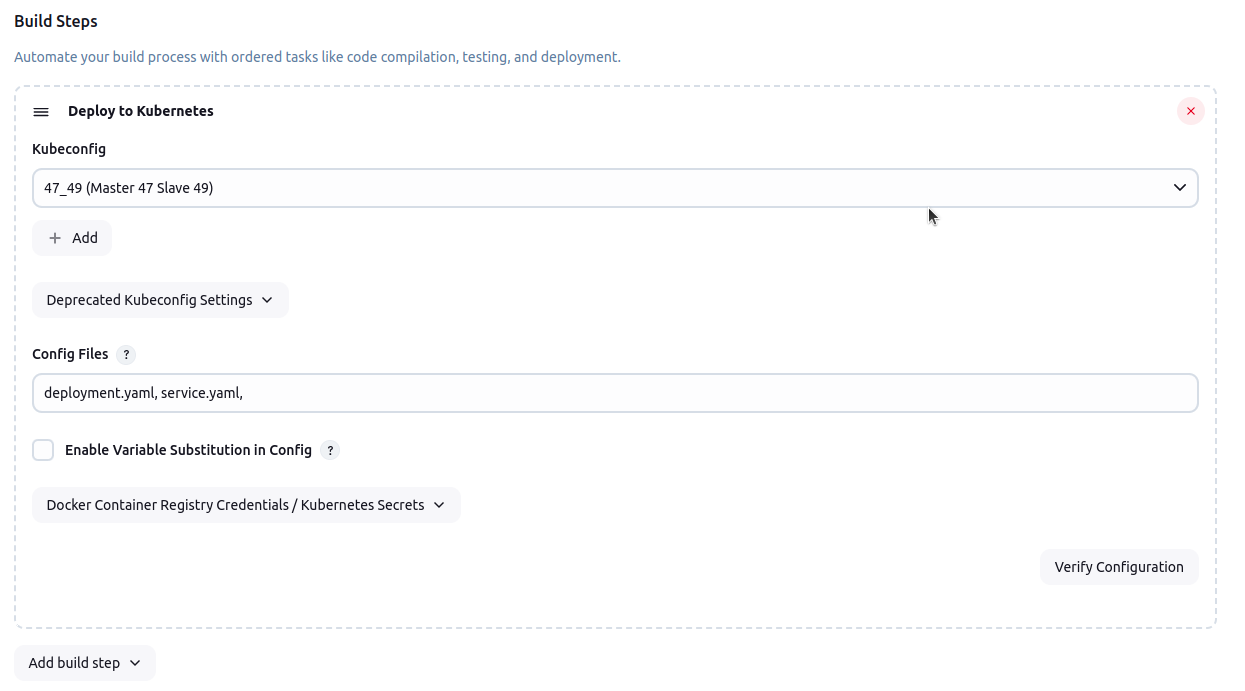 Build Steps
Automate your build process with ordered tasks like code compilation, testing, and deployment.
Deploy to Kubernetes
Kubeconfig
47_49 (Master 47 Slave 49)
+ Add
Deprecated Kubeconfig Settings
Config Files ?
deployment.yaml, service.yaml,
Enable Variable Substitution in Config ?
Docker Container Registry Credentials / Kubernetes Secrets
Verify Configuration
Add build step